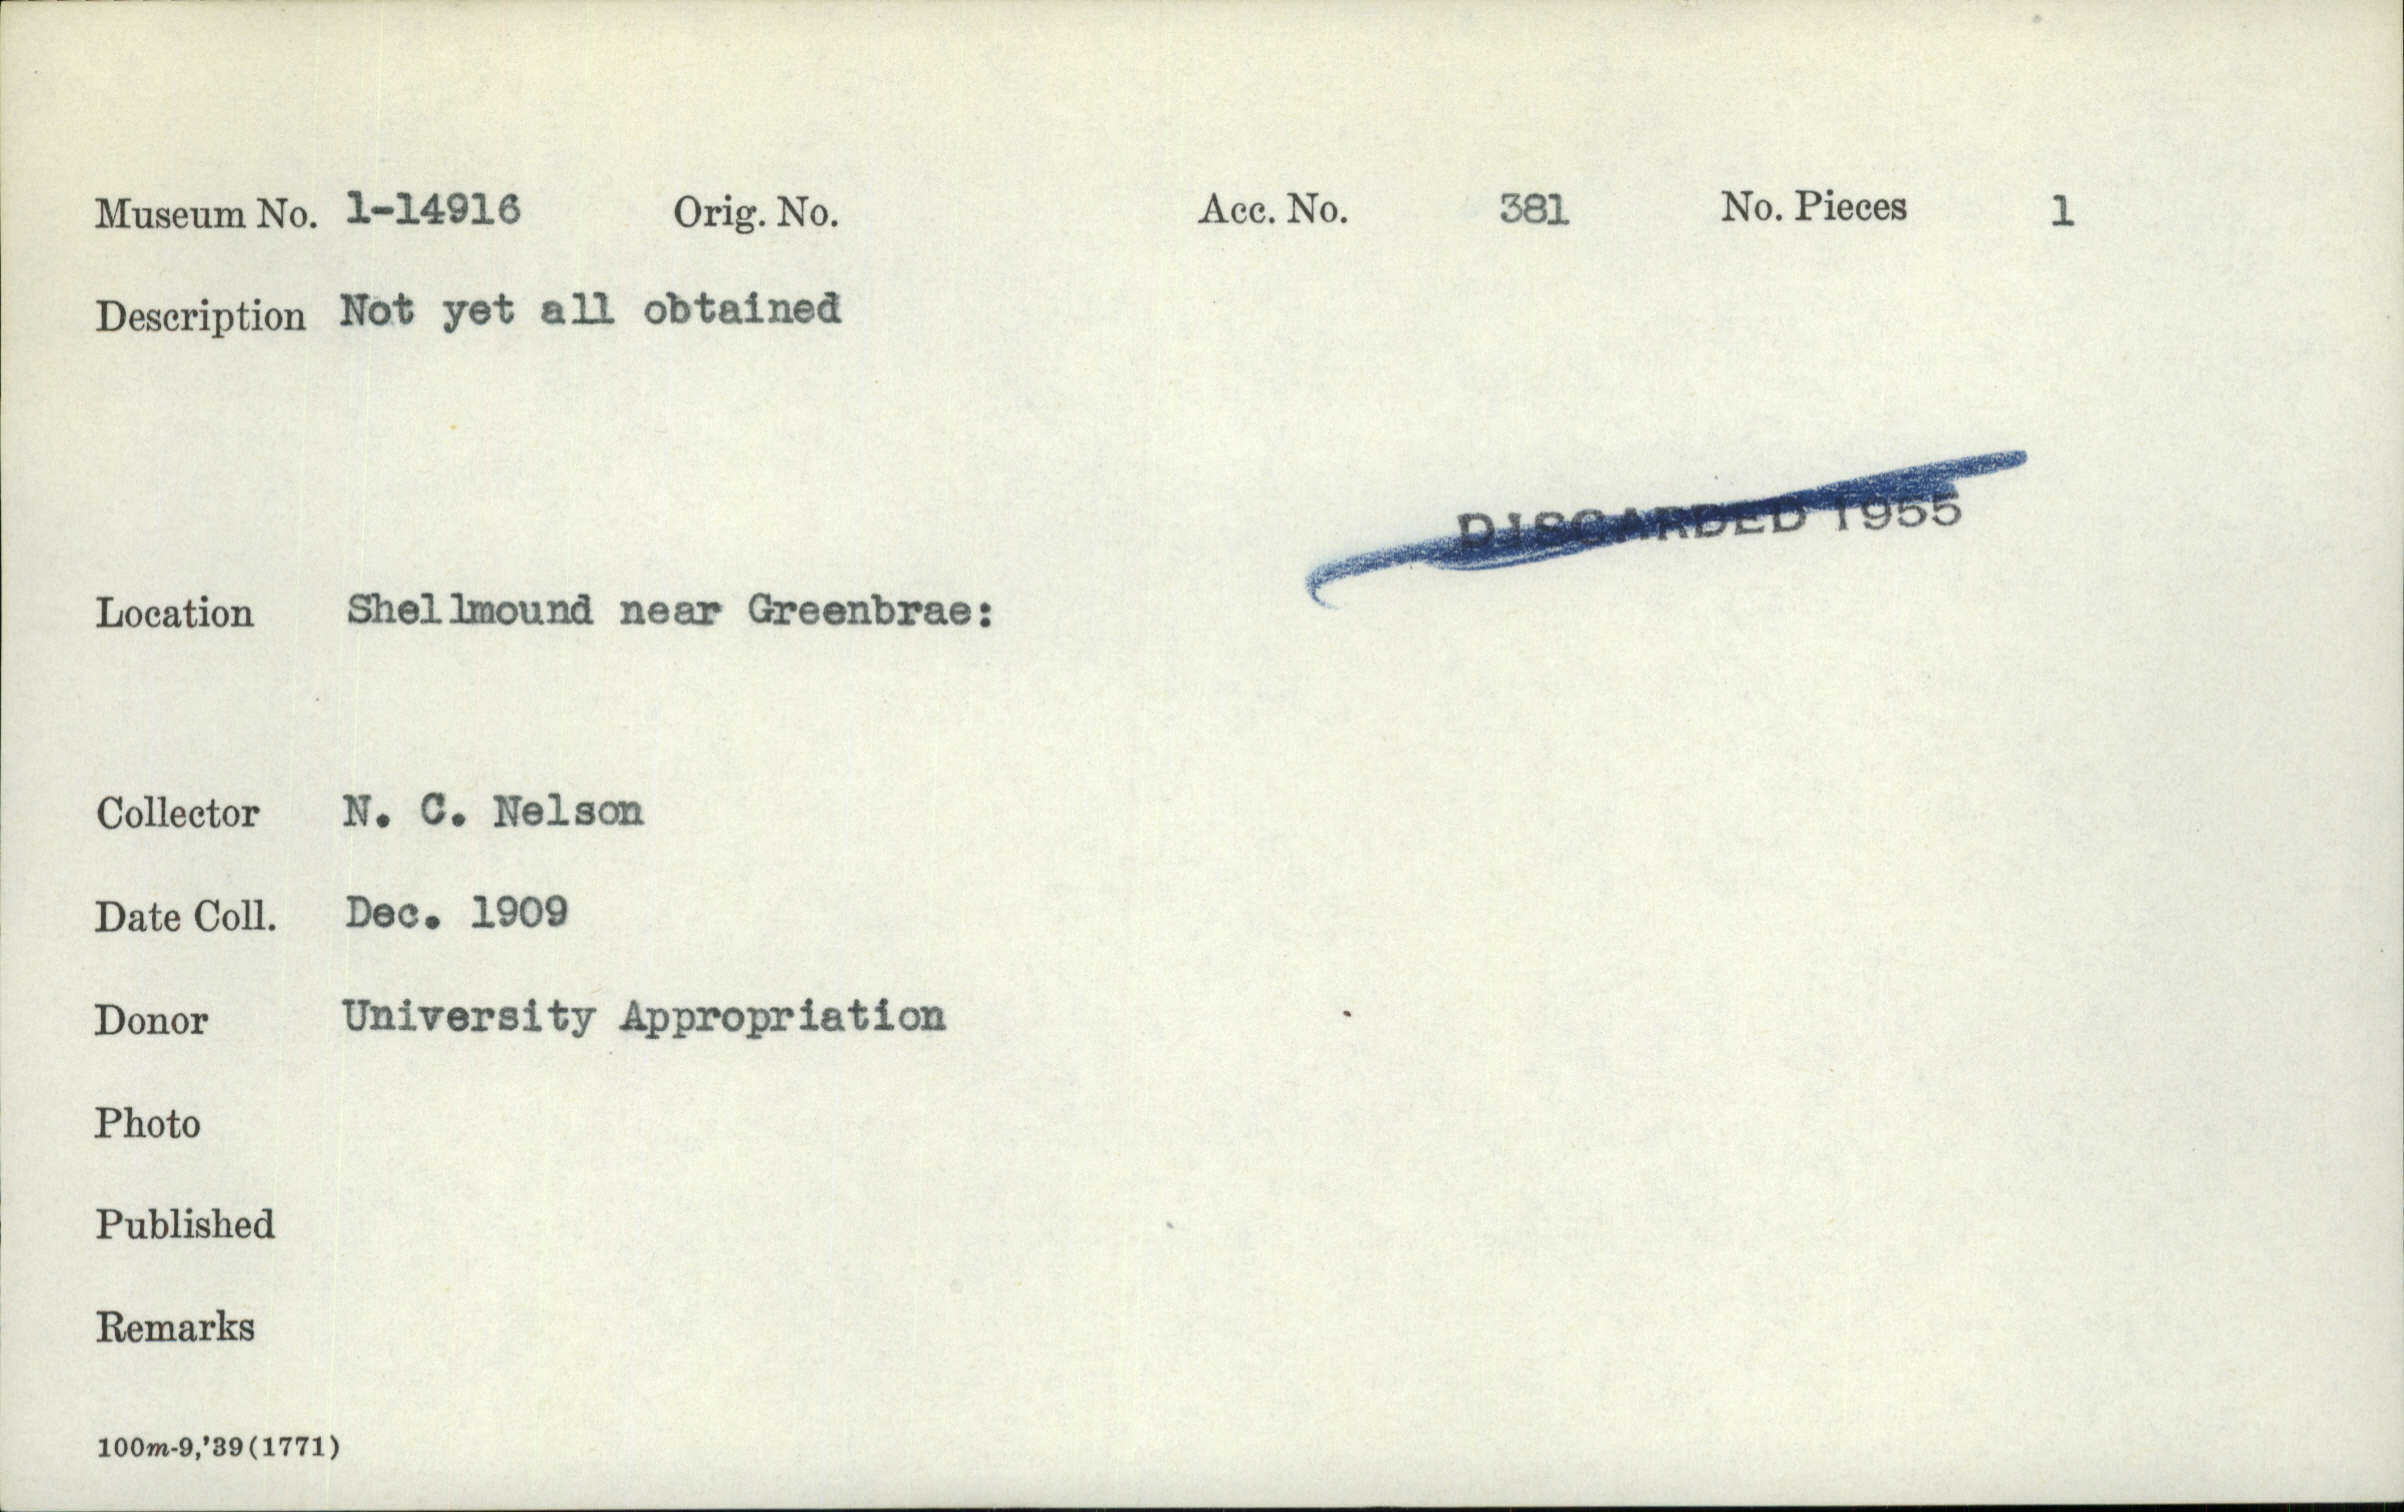 Museum No. 1-14916 Orig. No. Acc. No. 381 No. Pieces 1
Description Not yet all obtained
DISCARDED 1955
Location Shellmound near Greenbrae:
Collector N. C. Nelson
Date Coll. Dec. 1909
Donor University Appropriation
Photo
Published
Remarks
100m-9,'39(1771)